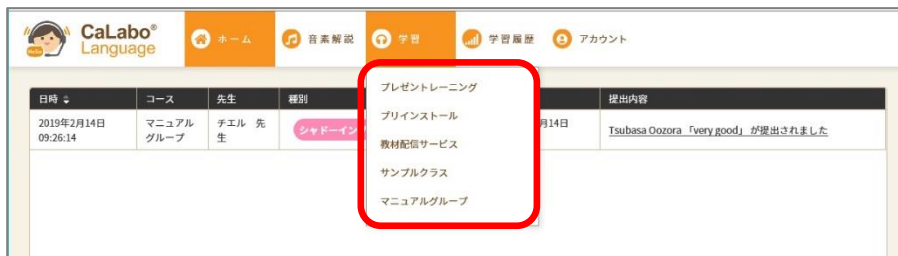 CaLabo®
Language
Hello
ホーム
音素解説
学習
学習履歴
アカウント
日時
コース
先生
種別
提出内容
2019年2月14日
09:26:14
マニュアル
グループ
チエル 先
生
シャドーイン
月14日
Tsubasa Oozora 「very good」 が提出されました
プレゼントレーニング
プリインストール
教材配信サービス
サンプルクラス
マニュアルグループ